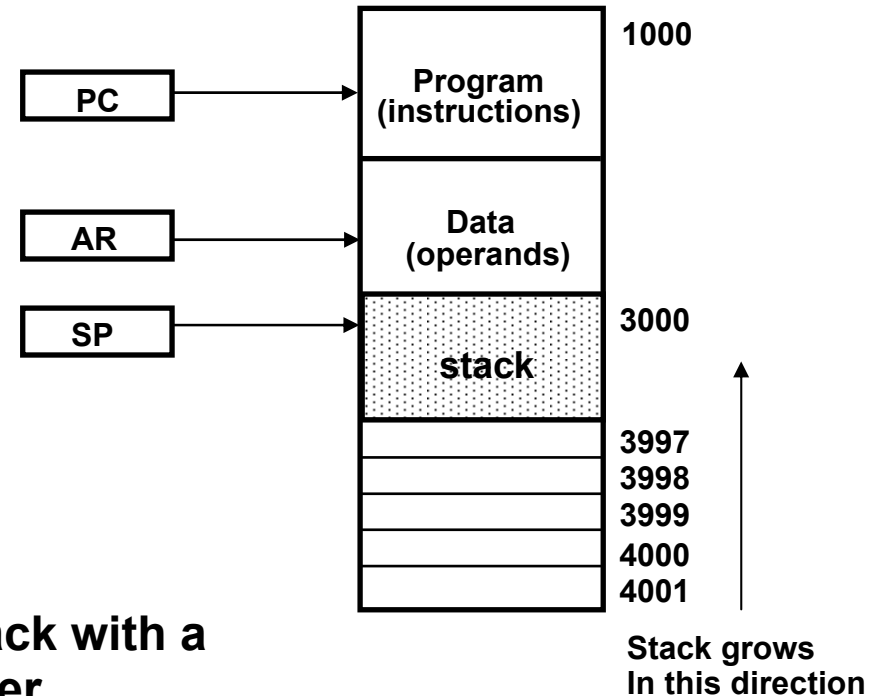 1000
Program
(instructions)
PC
Data
(operands)
AR
3000
SP
stack
3997
3998
3999
4000
4001
with a
Stack grows
In this direction